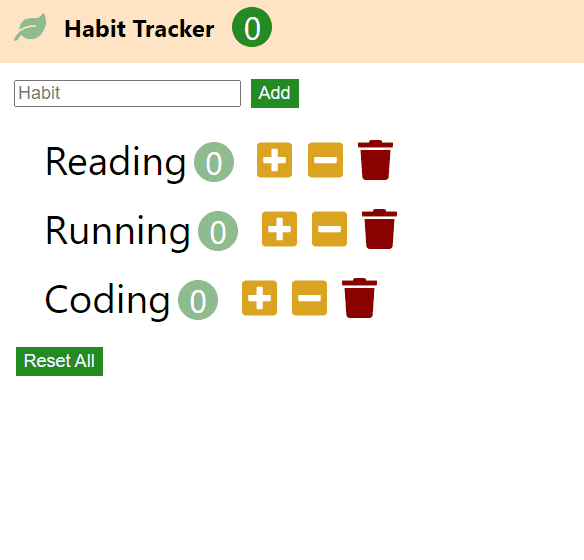 Habit Tracker 0
Habit Add
Reading 0
Running 0
Coding 0
Reset All